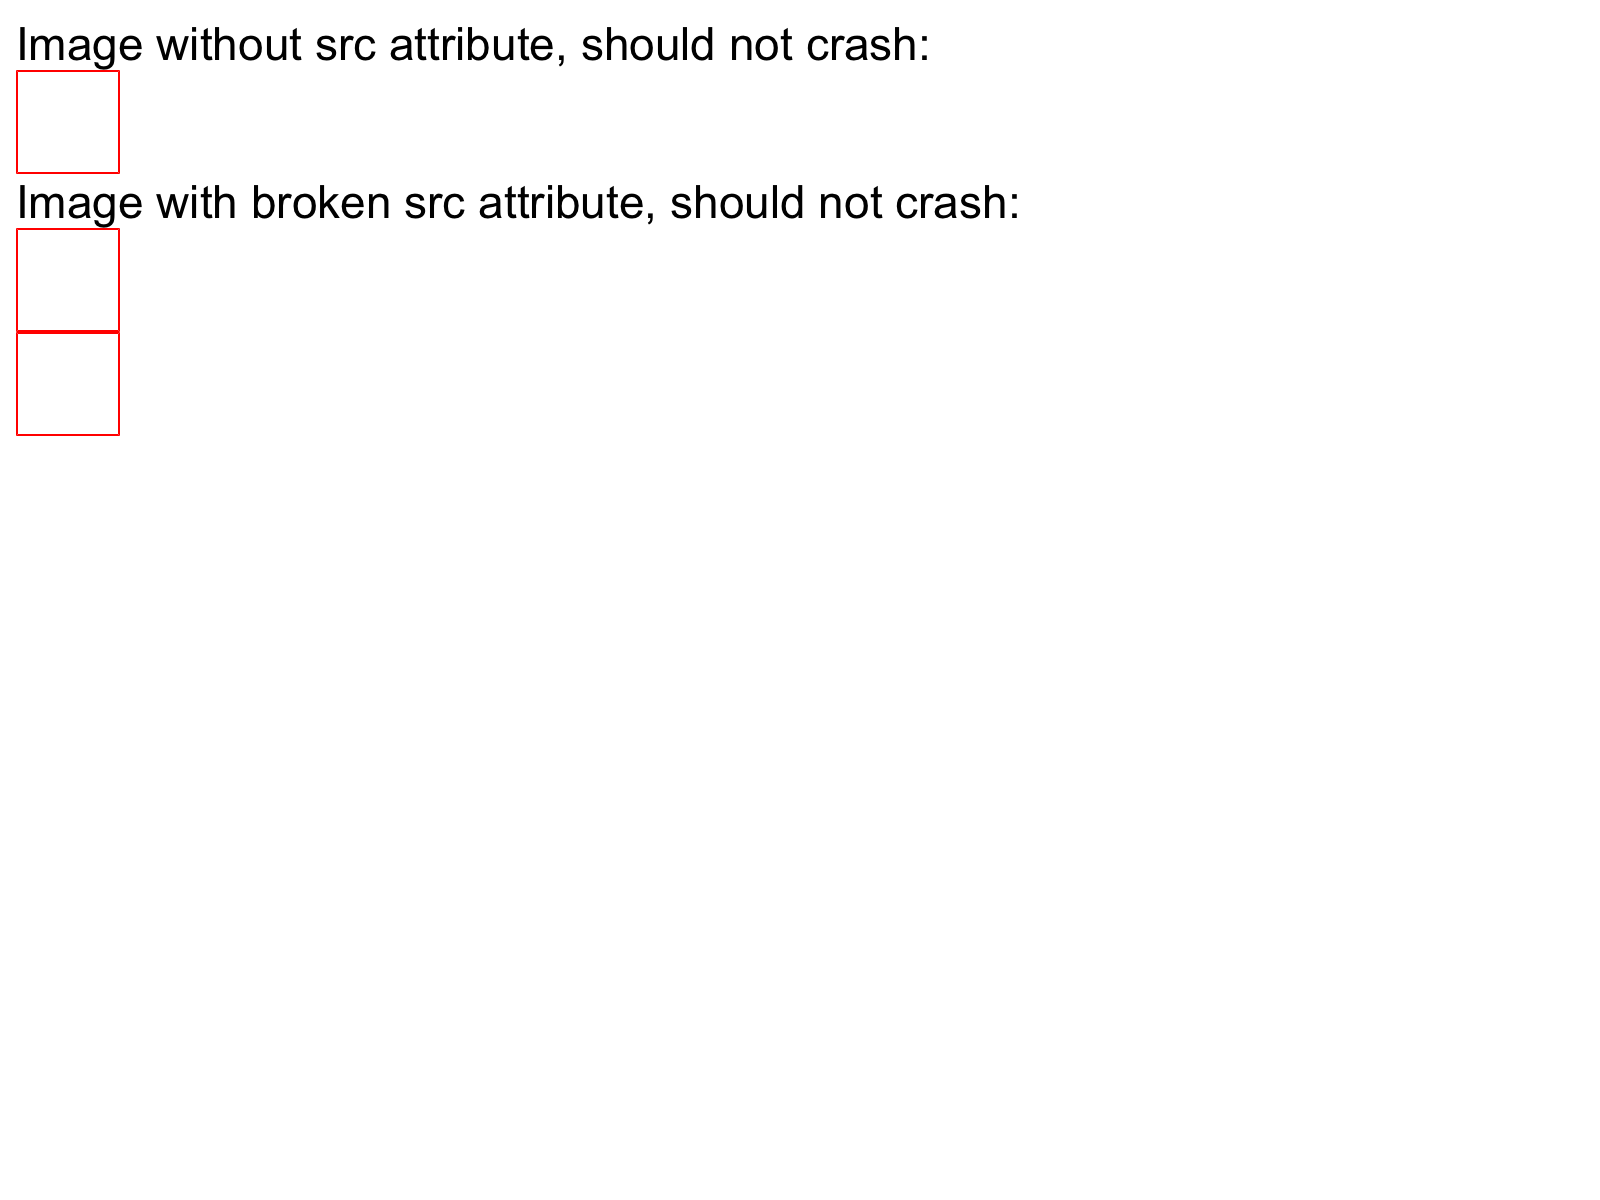 Image without src attribute, should not crash:
Image with broken src attribute, should not crash: